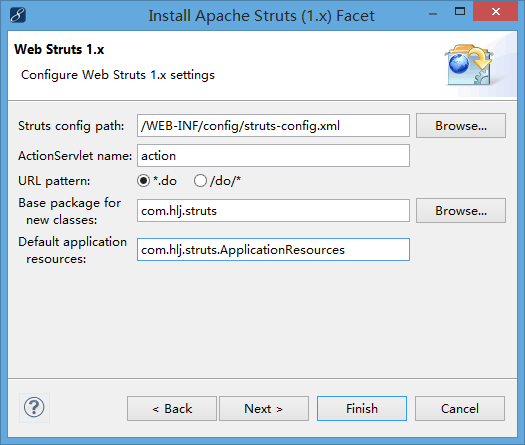 Install Apache Struts (1.x) Facet
Web Struts 1.x
Configure Web Struts 1.x settings
Struts config path: /WEB-INF/config/struts-config.xml Browse...
ActionServlet name: action
URL pattern: *.do /do/*
Base package for
new classes: com.hlj.struts Browse...
Default application
resources: com.hlj.struts.ApplicationResources
? < Back Next > Finish Cancel